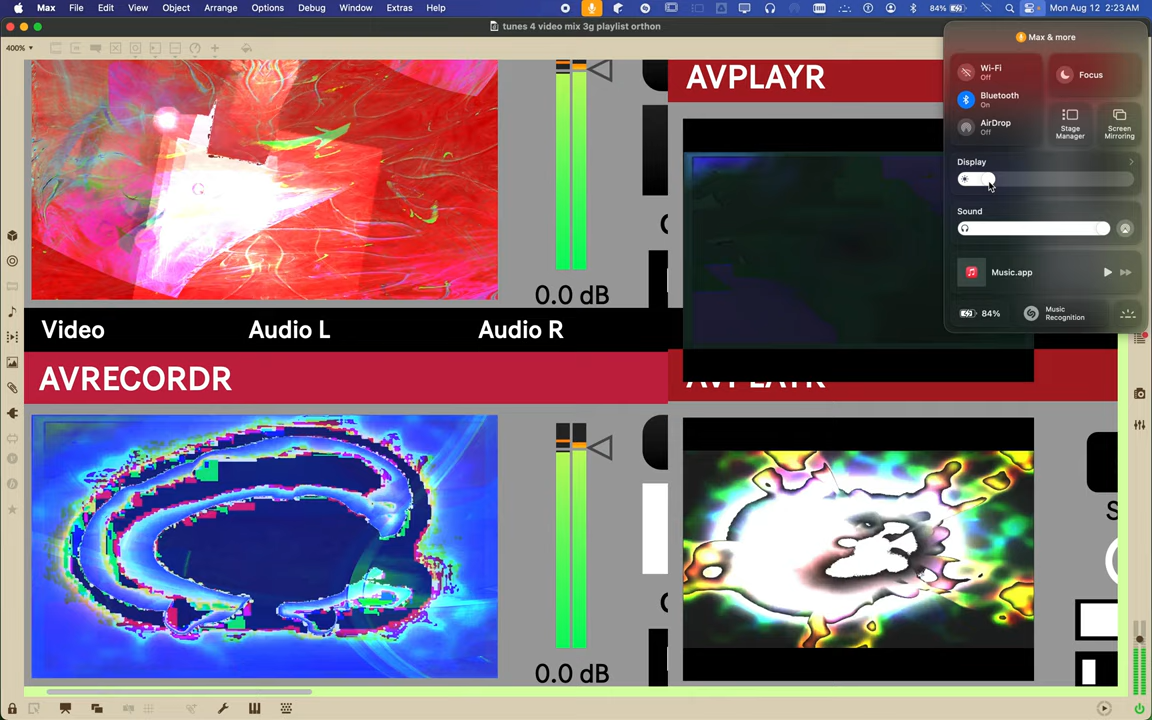 Max File Edit View Object Arrange Options Debug Window Extras Help
84% Mon Aug 12 2:23 AM
tunes 4 video mix 3g playlist orthon
400%
Max & more
Wi-Fi
Off
Bluetooth
On
AirDrop
Off
Focus
Stage
Manager
Screen
Mirroring
Display
Sound
Music.app
84%
Music
Recognition
AVPLAYR
0.0 dB
Video Audio L Audio R
AVRECORDR
AVPLAYR
0.0 dB